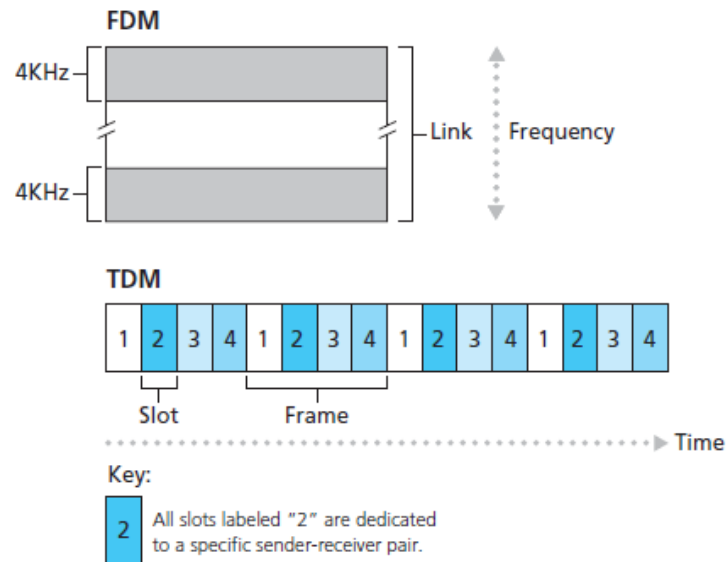 FDM
4KHz
Link
Frequency
4KHz
TDM
1 2 3 4 1 2 3 4 1 2 3 4 1 2 3 4
Slot
Frame
Time
Key:
2
All slots labeled "2" are dedicated
to a specific sender-receiver pair.